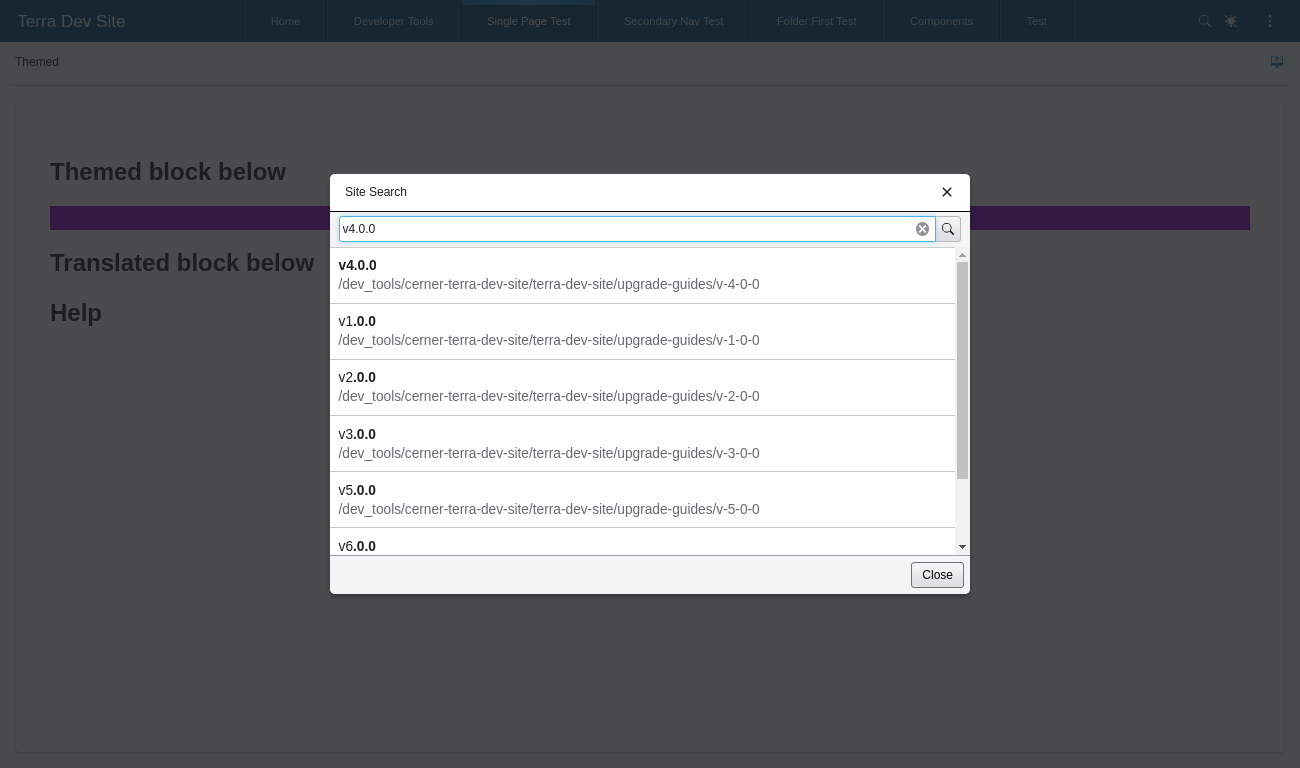 Terra Dev Site
Home
Developer Tools
Single Page Test
Secondary Nav Test
Folder First Test
Components
Test
Themed
Themed block below
Translated block below
Help
Site Search
v4.0.0
v4.0.0
/dev_tools/cerner-terra-dev-site/terra-dev-site/upgrade-guides/v-4-0-0
v1.0.0
/dev_tools/cerner-terra-dev-site/terra-dev-site/upgrade-guides/v-1-0-0
v2.0.0
/dev_tools/cerner-terra-dev-site/terra-dev-site/upgrade-guides/v-2-0-0
v3.0.0
/dev_tools/cerner-terra-dev-site/terra-dev-site/upgrade-guides/v-3-0-0
v5.0.0
/dev_tools/cerner-terra-dev-site/terra-dev-site/upgrade-guides/v-5-0-0
v6.0.0
Close